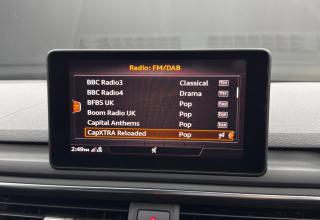 Radio: FM/DAB
BBC Radio3 Classical
BBC Radio4 Drama
BFBS UK Pop
Boom Radio UK Pop
Capital Anthems Pop
CapXTRA Reloaded Pop
2:49PM